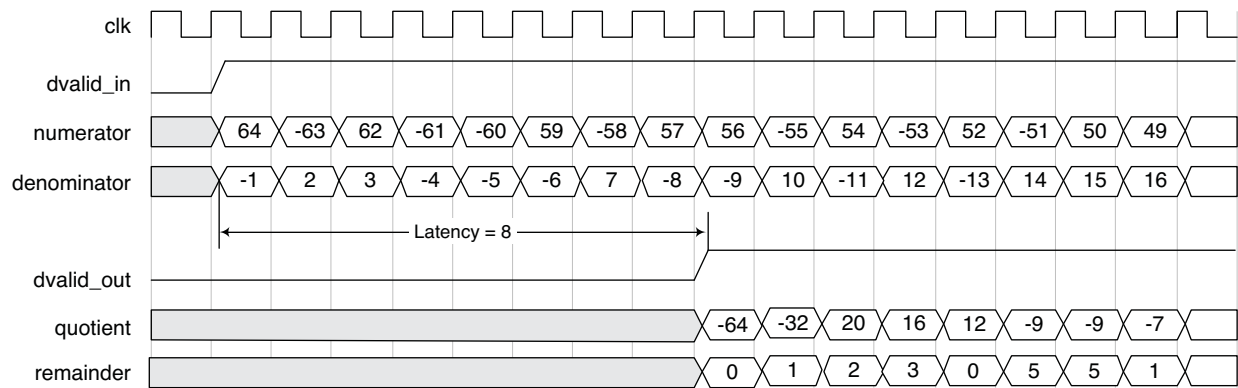 clk
dvalid_in
numerator 64 -63 62 -61 -60 59 -58 57 56 -55 54 -53 52 -51 50 49
denominator -1 2 3 -4 -5 -6 7 -8 -9 10 -11 12 -13 14 15 16
Latency = 8
dvalid_out
quotient -64 -32 20 16 12 -9 -9 -7
remainder 0 1 2 3 0 5 5 1